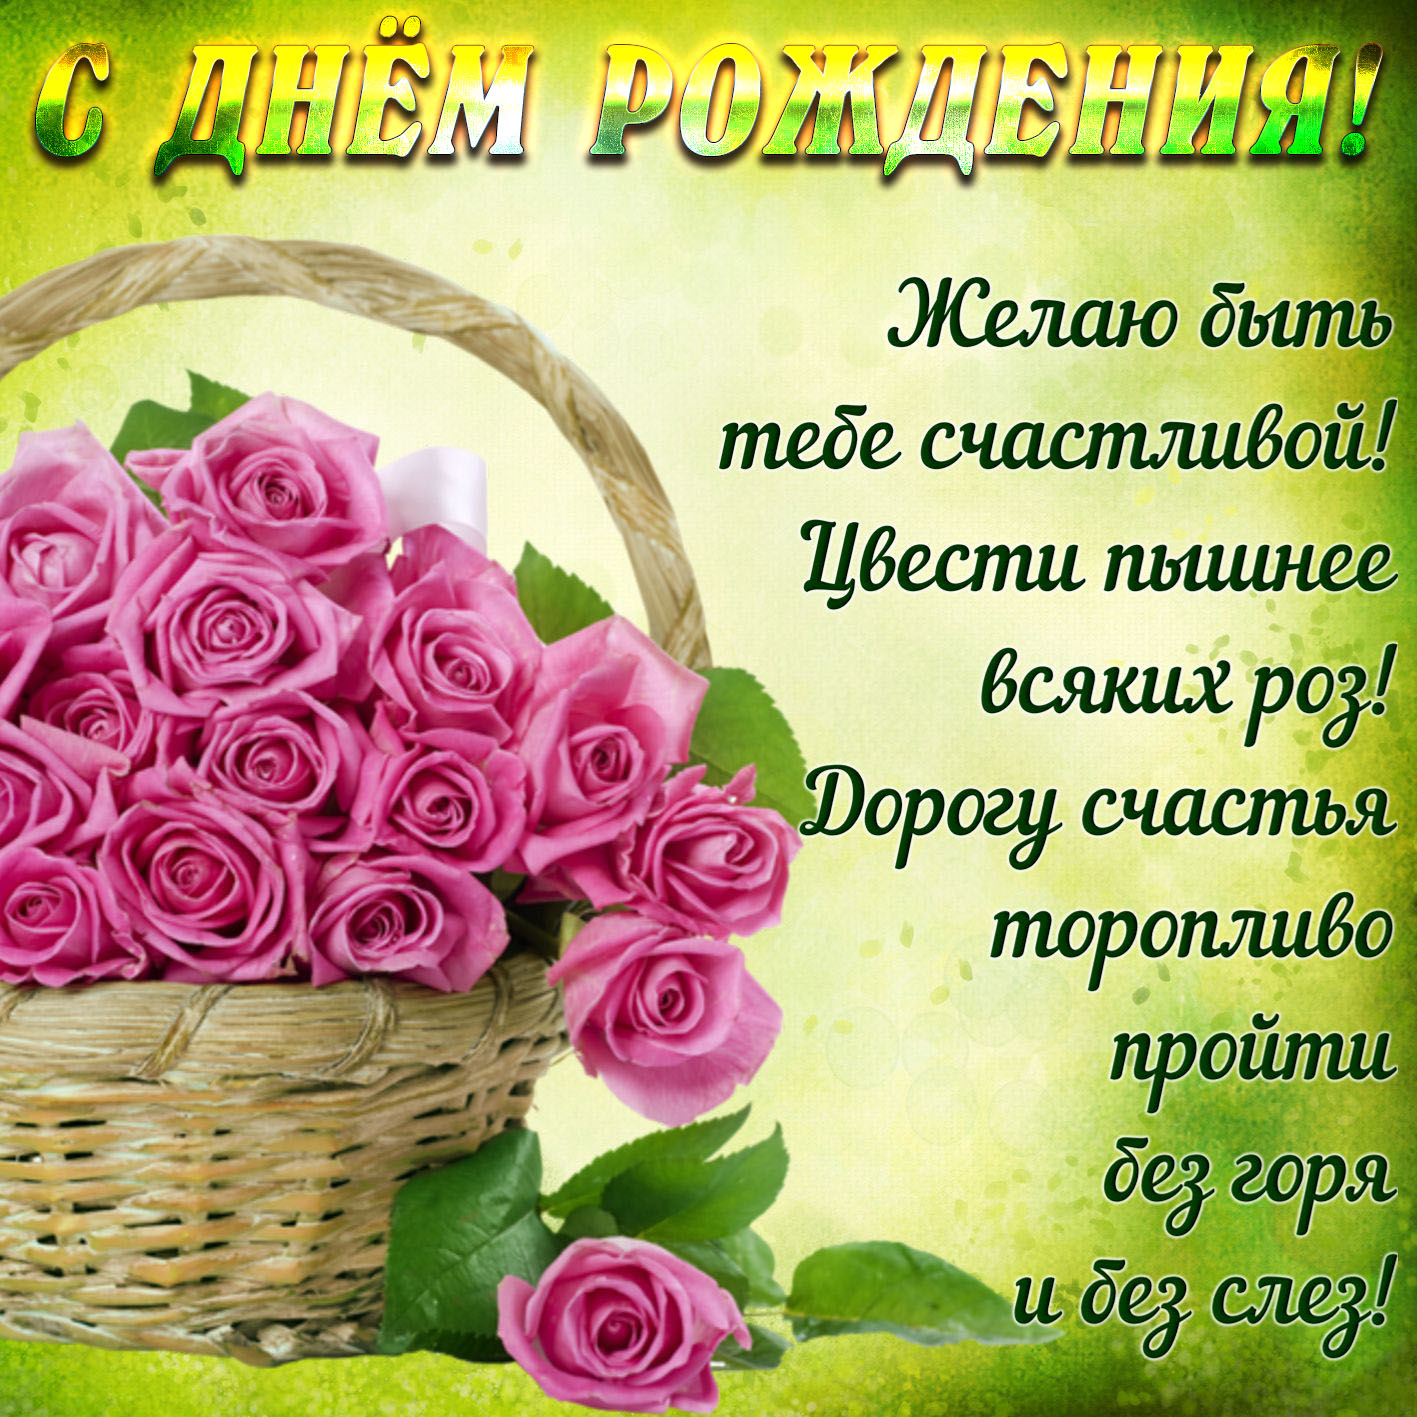 С ДНЁМ РОЖДЕНИЯ!
Желаю быть
тебе счастливой!
Цвести пышнее
всяких роз!
Дорогу счастья
торопливо
пройти
без горя
и без слез!